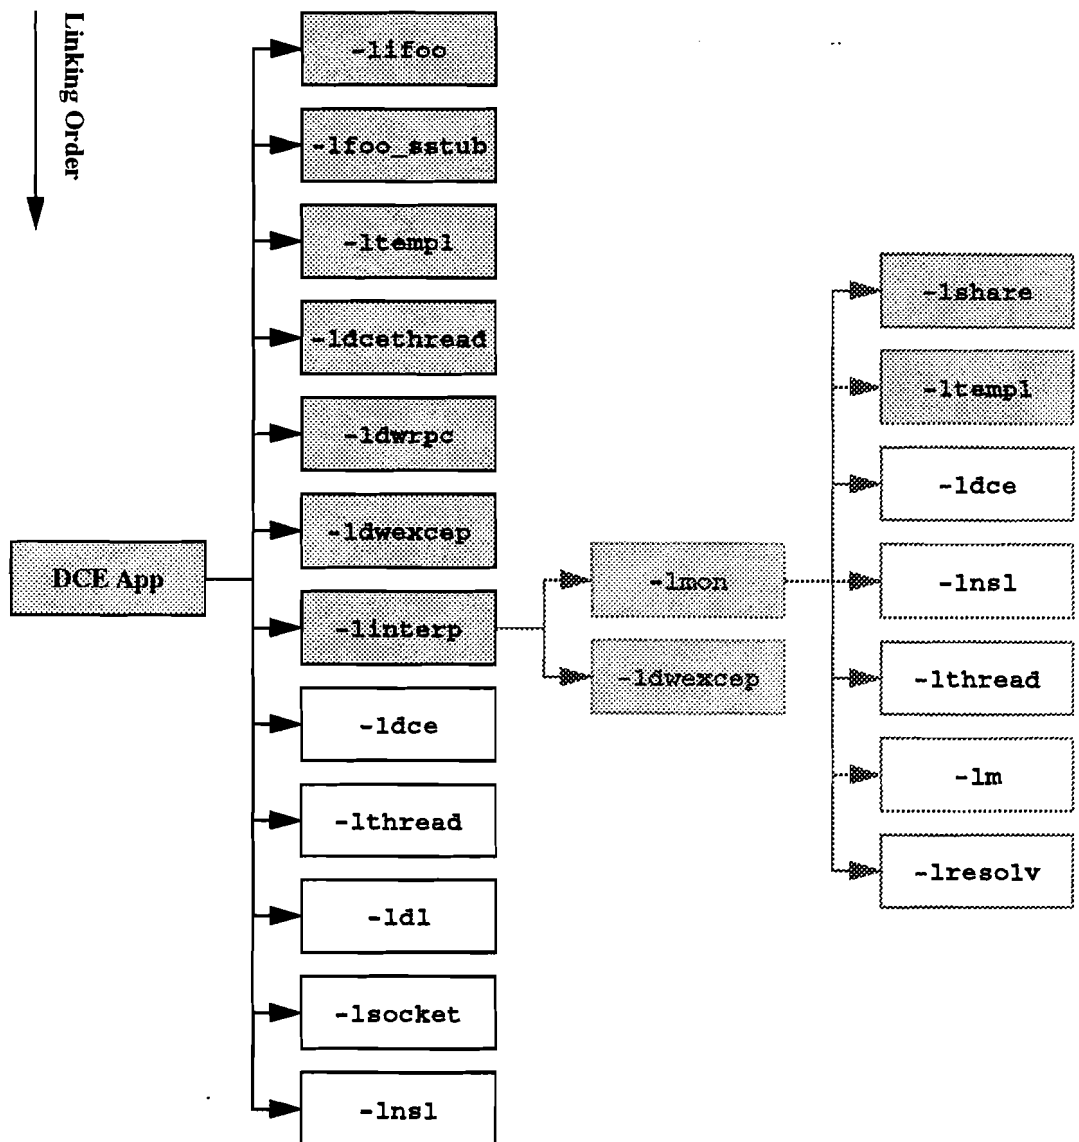 Linking Order
DCE App
-lifoo
-lfoo_sstub
-ltempl
-ldcethread
-ldwrpc
-ldwexcep
-linterp
-ldce
-lthread
-ldl
-lsocket
-lnsl
-lmon
-ldwexcep
-lshare
-ltempl
-ldce
-lnsl
-lthread
-lm
-lresolv